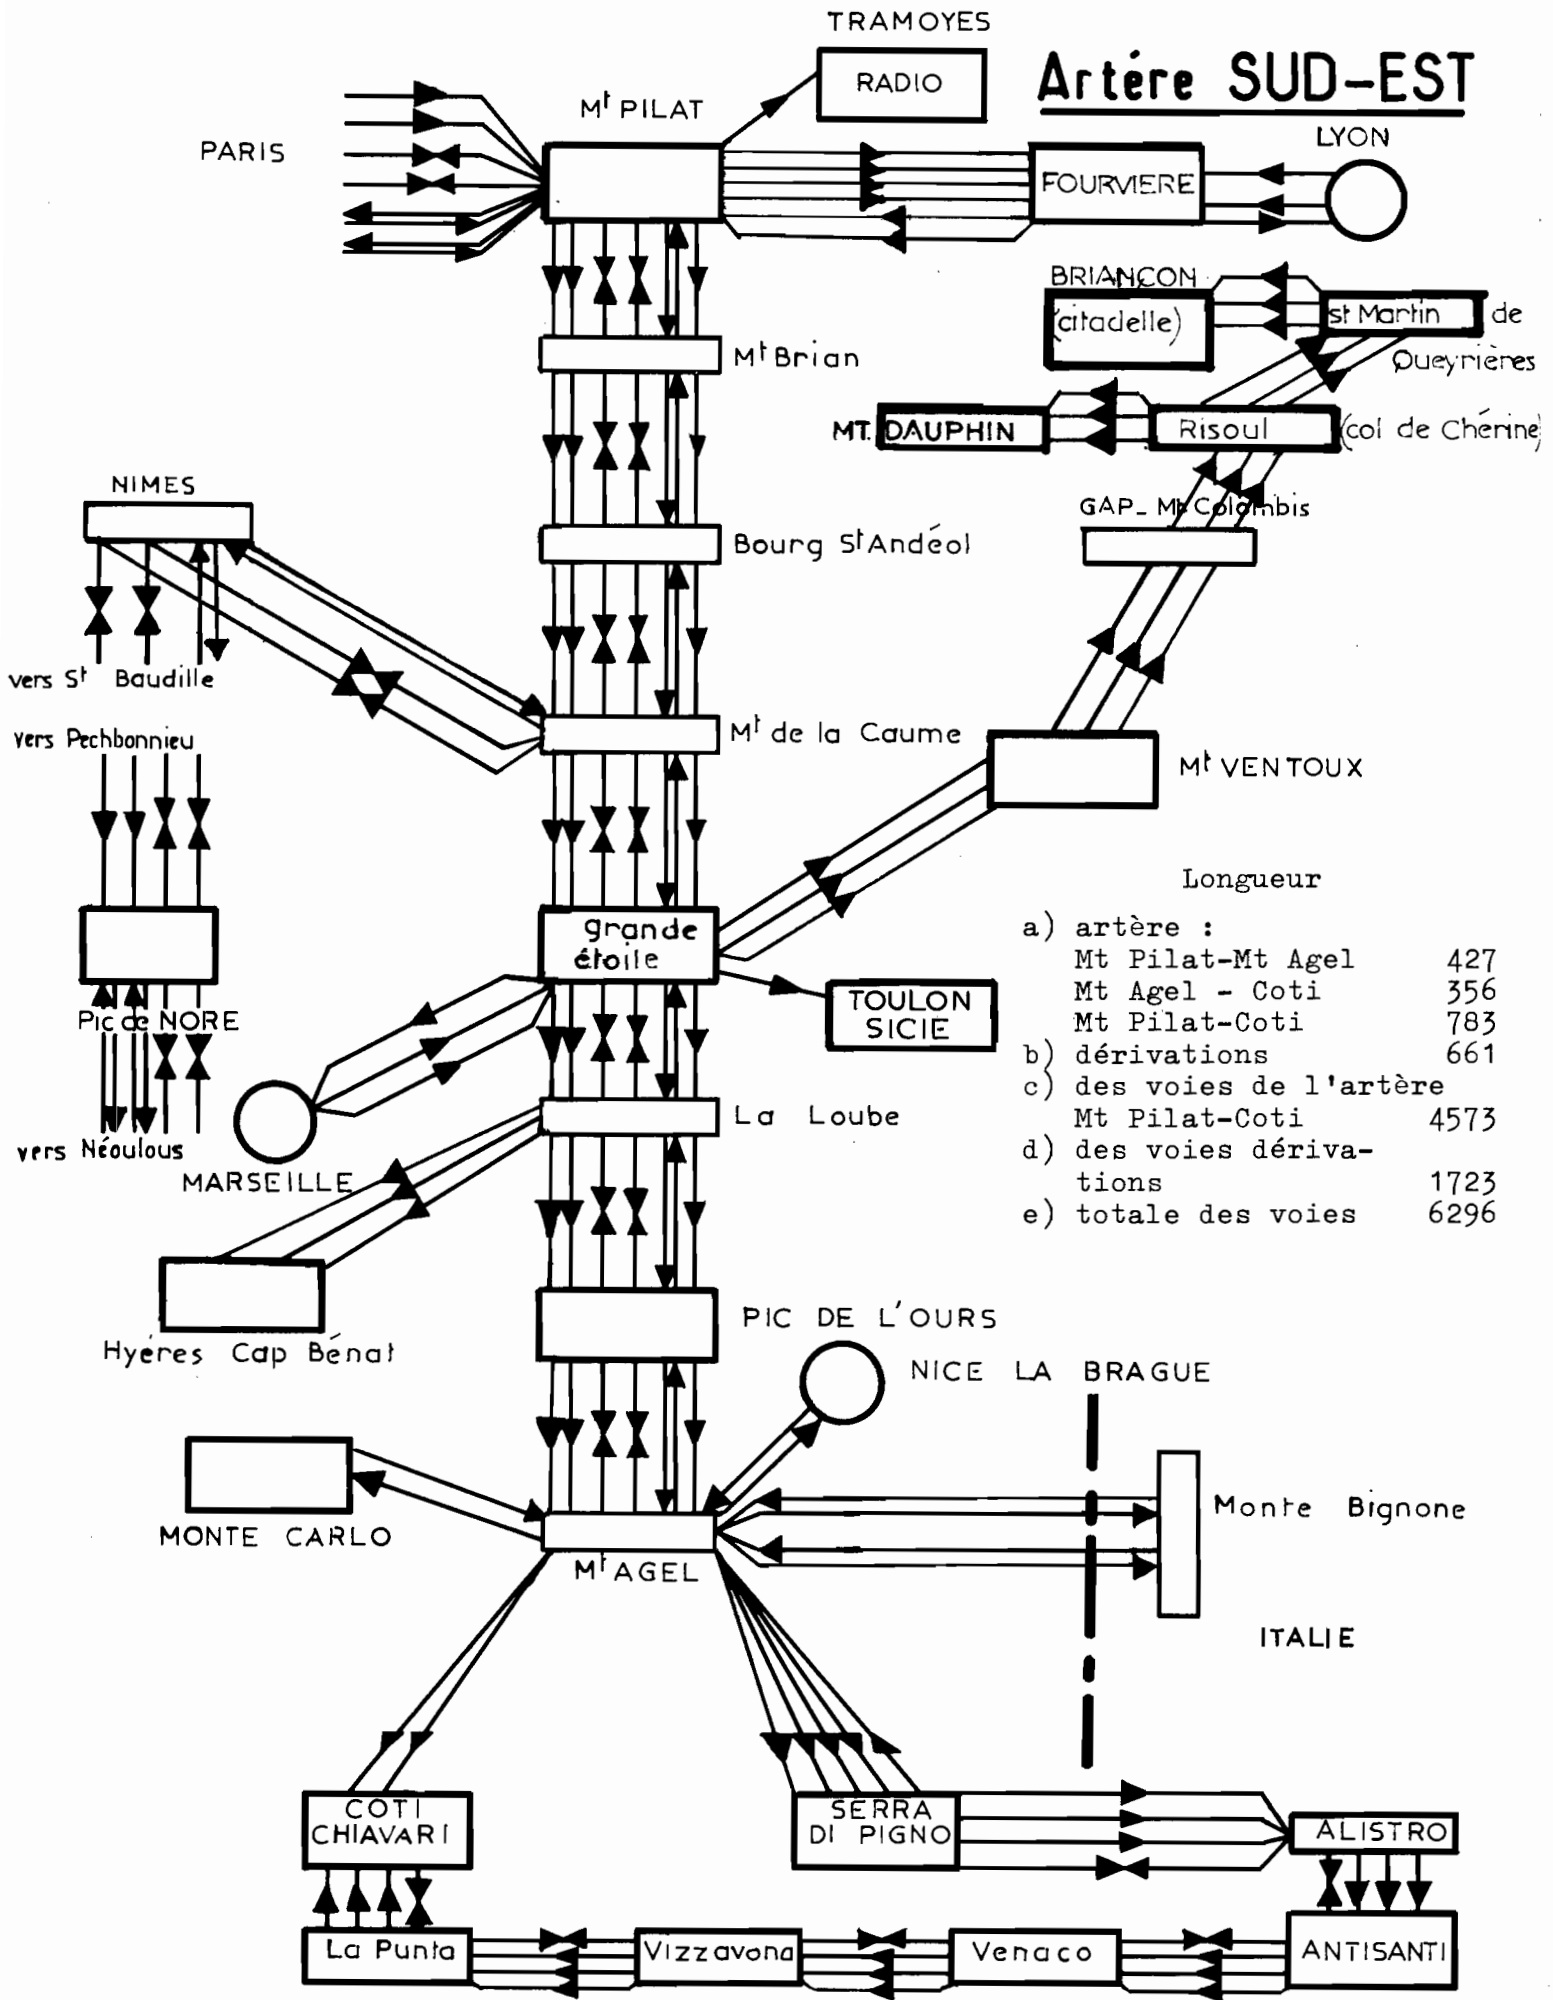 TRAMOYES
RADIO
Artére SUD-EST
Mt PILAT
PARIS
LYON
FOURVIERE
BRIANÇON
(citadelle)
st Martin de
Queyrières
MT. DAUPHIN
Risoul (col de Chérine)
NIMES
Mt Brian
GAP_ Mt Colombis
Bourg St Andéol
vers St Baudille
vers Pechbonnieu
Mt de la Caume
Mt VENTOUX
grande
étoile
TOULON
SICIE
Pic de NORE
vers Néoulous
MARSEILLE
La Loube
Longueur
a) artère :
Mt Pilat-Mt Agel 427
Mt Agel - Coti 356
Mt Pilat-Coti 783
b) dérivations 661
c) des voies de l'artère
Mt Pilat-Coti 4573
d) des voies dériva-
tions 1723
e) totale des voies 6296
Hyéres Cap Bénat
PIC DE L'OURS
NICE LA BRAGUE
MONTE CARLO
Monte Bignone
Mt AGEL
ITALIE
COTI
CHIAVARI
SERRA
DI PIGNO
ALISTRO
La Punta
Vizzavona
Venaco
ANTISANTI